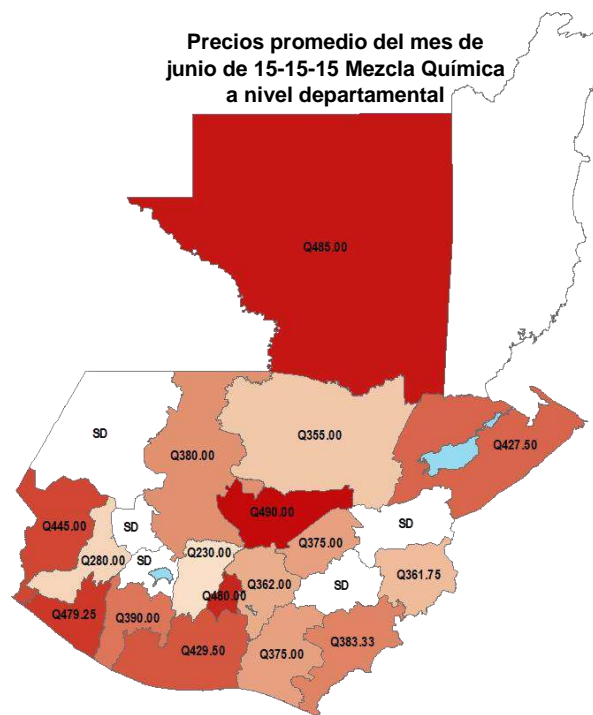 Precios promedio del mes de
junio de 15-15-15 Mezcla Química
a nivel departamental
Q485.00
SD
Q380.00
Q355.00
Q427.50
Q445.00
SD
Q490.00
SD
Q280.00
SD
Q230.00
Q375.00
Q480.00
Q362.00
SD
Q361.75
Q479.25
Q390.00
Q429.50
Q375.00
Q383.33